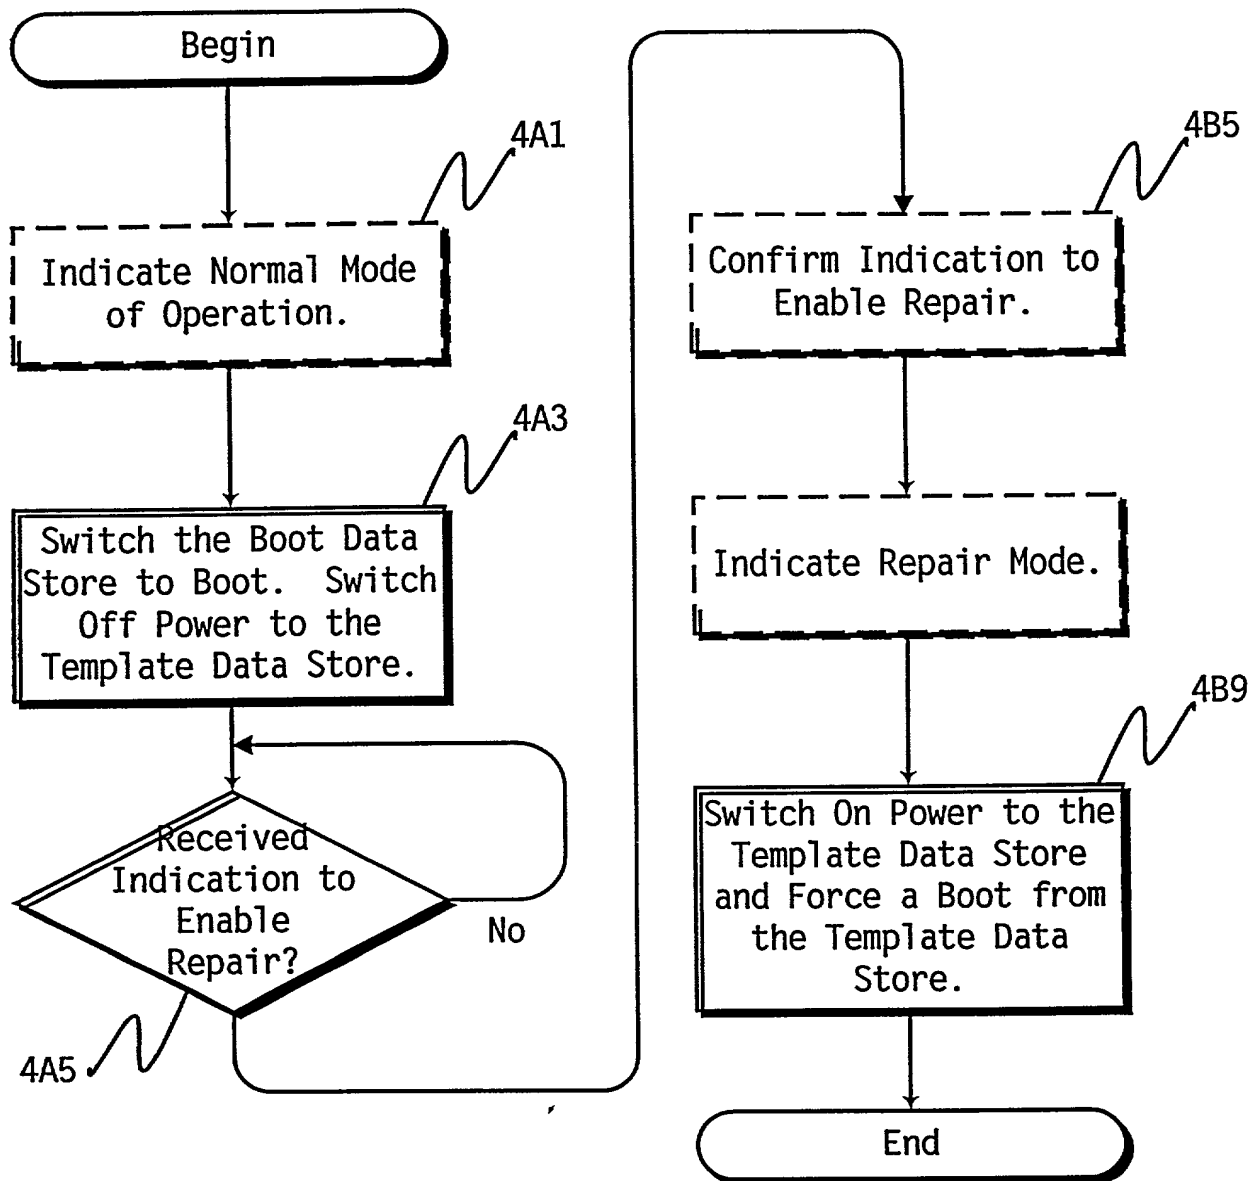 Begin
4A1
Indicate Normal Mode
of Operation.
4A3
Switch the Boot Data
Store to Boot.  Switch
Off Power to the
Template Data Store.
Received
Indication to
Enable
Repair?
No
4A5
4B5
Confirm Indication to
Enable Repair.
Indicate Repair Mode.
4B9
Switch On Power to the
Template Data Store
and Force a Boot from
the Template Data
Store.
End